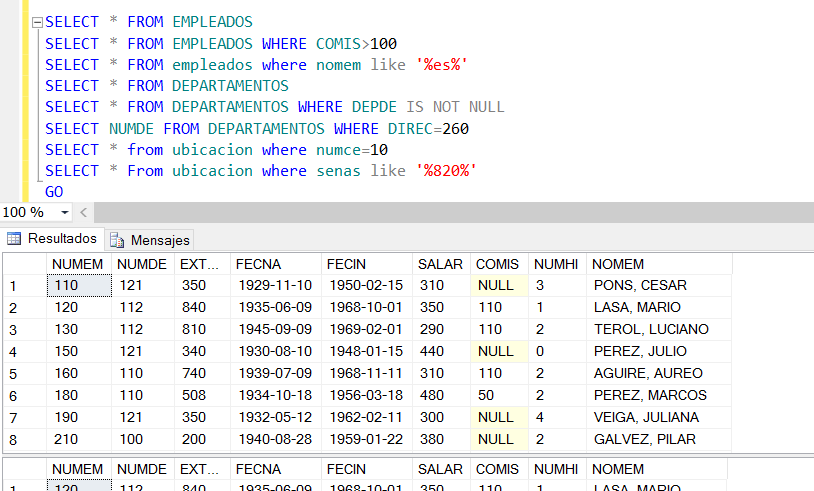 SELECT * FROM EMPLEADOS
SELECT * FROM EMPLEADOS WHERE COMIS>100
SELECT * FROM empleados where nomem like '%es%'
SELECT * FROM DEPARTAMENTOS
SELECT * FROM DEPARTAMENTOS WHERE DEPDE IS NOT NULL
SELECT NUMDE FROM DEPARTAMENTOS WHERE DIREC=260
SELECT * from ubicacion where numce=10
SELECT * From ubicacion where senas like '%820%'
GO
100 %
Resultados Mensajes
NUMEM NUMDE EXT... FECNA FECIN SALAR COMIS NUMHI NOMEM
1 110 121 350 1929-11-10 1950-02-15 310 NULL 3 PONS, CESAR
2 120 112 840 1935-06-09 1968-10-01 350 110 1 LASA, MARIO
3 130 112 810 1945-09-09 1969-02-01 290 110 2 TEROL, LUCIANO
4 150 121 340 1930-08-10 1948-01-15 440 NULL 0 PEREZ, JULIO
5 160 110 740 1939-07-09 1968-11-11 310 110 2 AGUIRE, AUREO
6 180 110 508 1934-10-18 1956-03-18 480 50 2 PEREZ, MARCOS
7 190 121 350 1932-05-12 1962-02-11 300 NULL 4 VEIGA, JULIANA
8 210 100 200 1940-08-28 1959-01-22 380 NULL 2 GALVEZ, PILAR
NUMEM NUMDE EXT... FECNA FECIN SALAR COMIS NUMHI NOMEM
1 120 112 840 1935-06-09 1968-10-01 350 110 1 LASA, MARIO